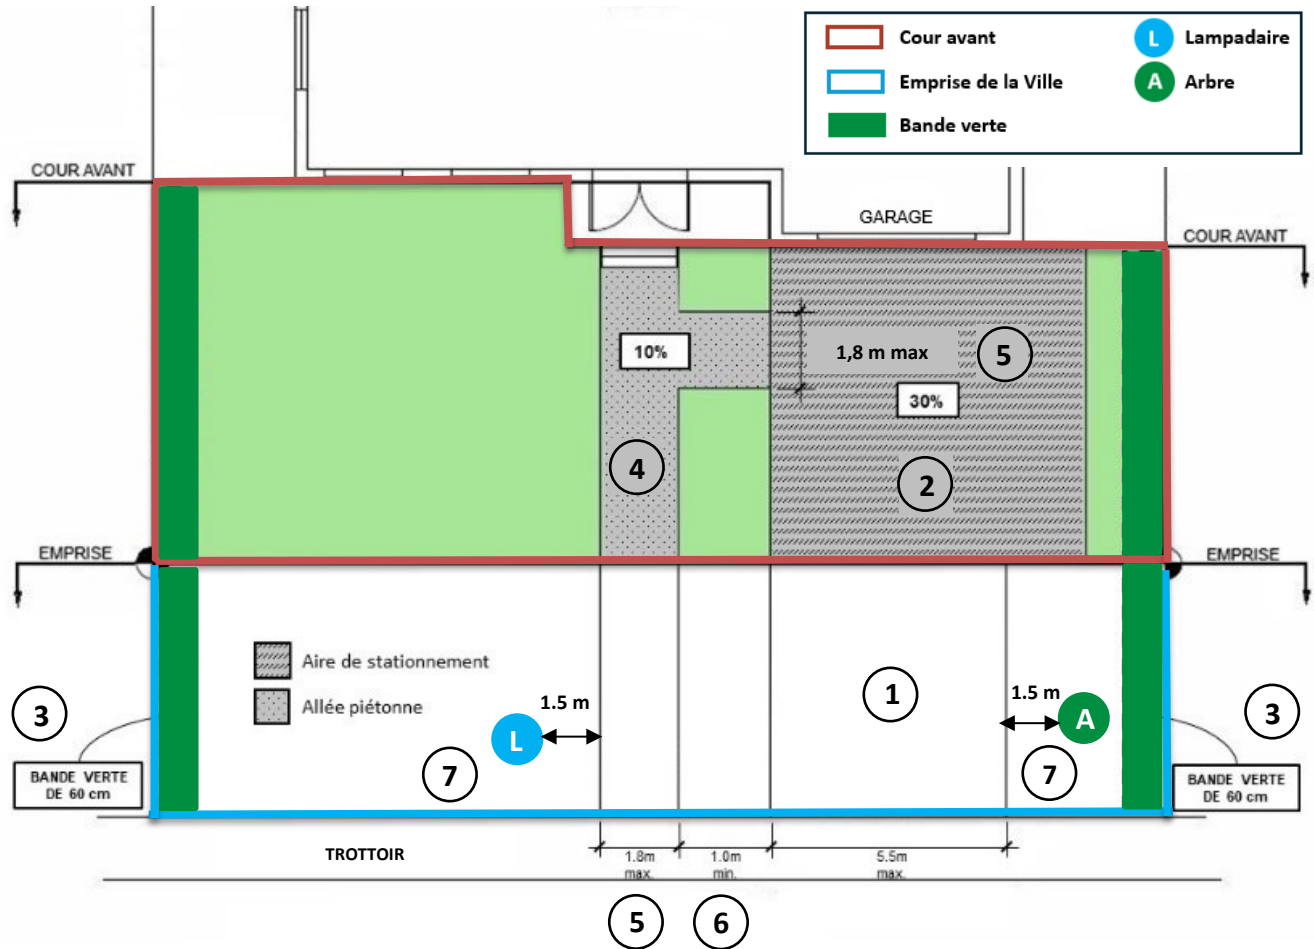 Cour avant
L Lampadaire
Emprise de la Ville
A Arbre
Bande verte
COUR AVANT
GARAGE
COUR AVANT
10%
1,8 m max
5
30%
4
2
EMPRISE
EMPRISE
Aire de stationnement
Allée piétonne
3
1.5 m
L
7
1
1.5 m
A
7
3
BANDE VERTE
DE 60 cm
BANDE VERTE
DE 60 cm
TROTTOIR
1.8m
max.
1.0m
min.
5.5m
max.
5
6